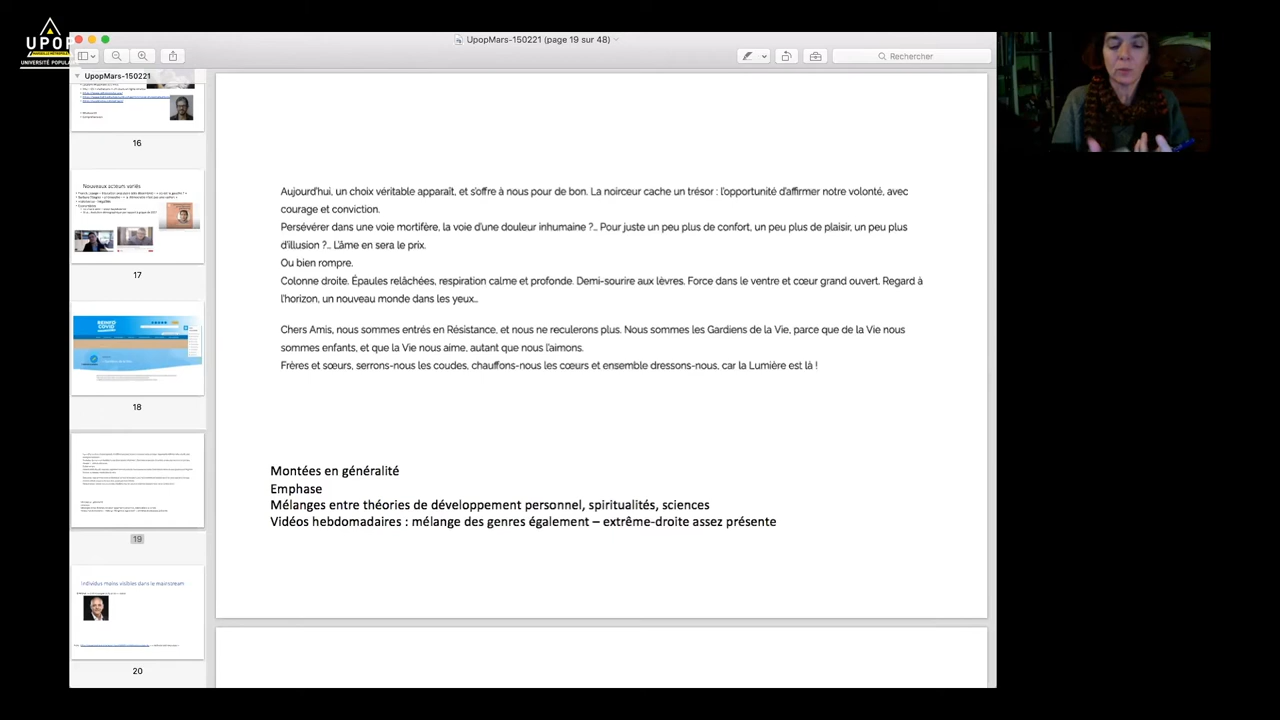 UPOP
UNIVERSITÉ POPULA
UpopMars-150221 (page 19 sur 48)
Rechercher
UpopMars-150221
16
Nouveaux acteurs variés
17
REINFO
COVID
18
19
Individus moins visibles dans le mainstream
20
Aujourd'hui, un choix véritable apparaît, et s'offre à nous pour de bon. La noirceur cache un trésor : l'opportunité d'affirmer notre volonté, avec
courage et conviction.
Persévérer dans une voie mortifère, la voie d'une douleur inhumaine ?... Pour juste un peu plus de confort, un peu plus de plaisir, un peu plus
d'illusion ?... L'âme en sera le prix.
Ou bien rompre.
Colonne droite. Épaules relâchées, respiration calme et profonde. Demi-sourire aux lèvres. Force dans le ventre et cœur grand ouvert. Regard à
l'horizon, un nouveau monde dans les yeux...
Chers Amis, nous sommes entrés en Résistance, et nous ne reculerons plus. Nous sommes les Gardiens de la Vie, parce que de la Vie nous
sommes enfants, et que la Vie nous aime, autant que nous l'aimons.
Frères et sœurs, serrons-nous les coudes, chauffons-nous les cœurs et ensemble dressons-nous, car la Lumière est là !
Montées en généralité
Emphase
Mélanges entre théories de développement personnel, spiritualités, sciences
Vidéos hebdomadaires : mélange des genres également – extrême-droite assez présente